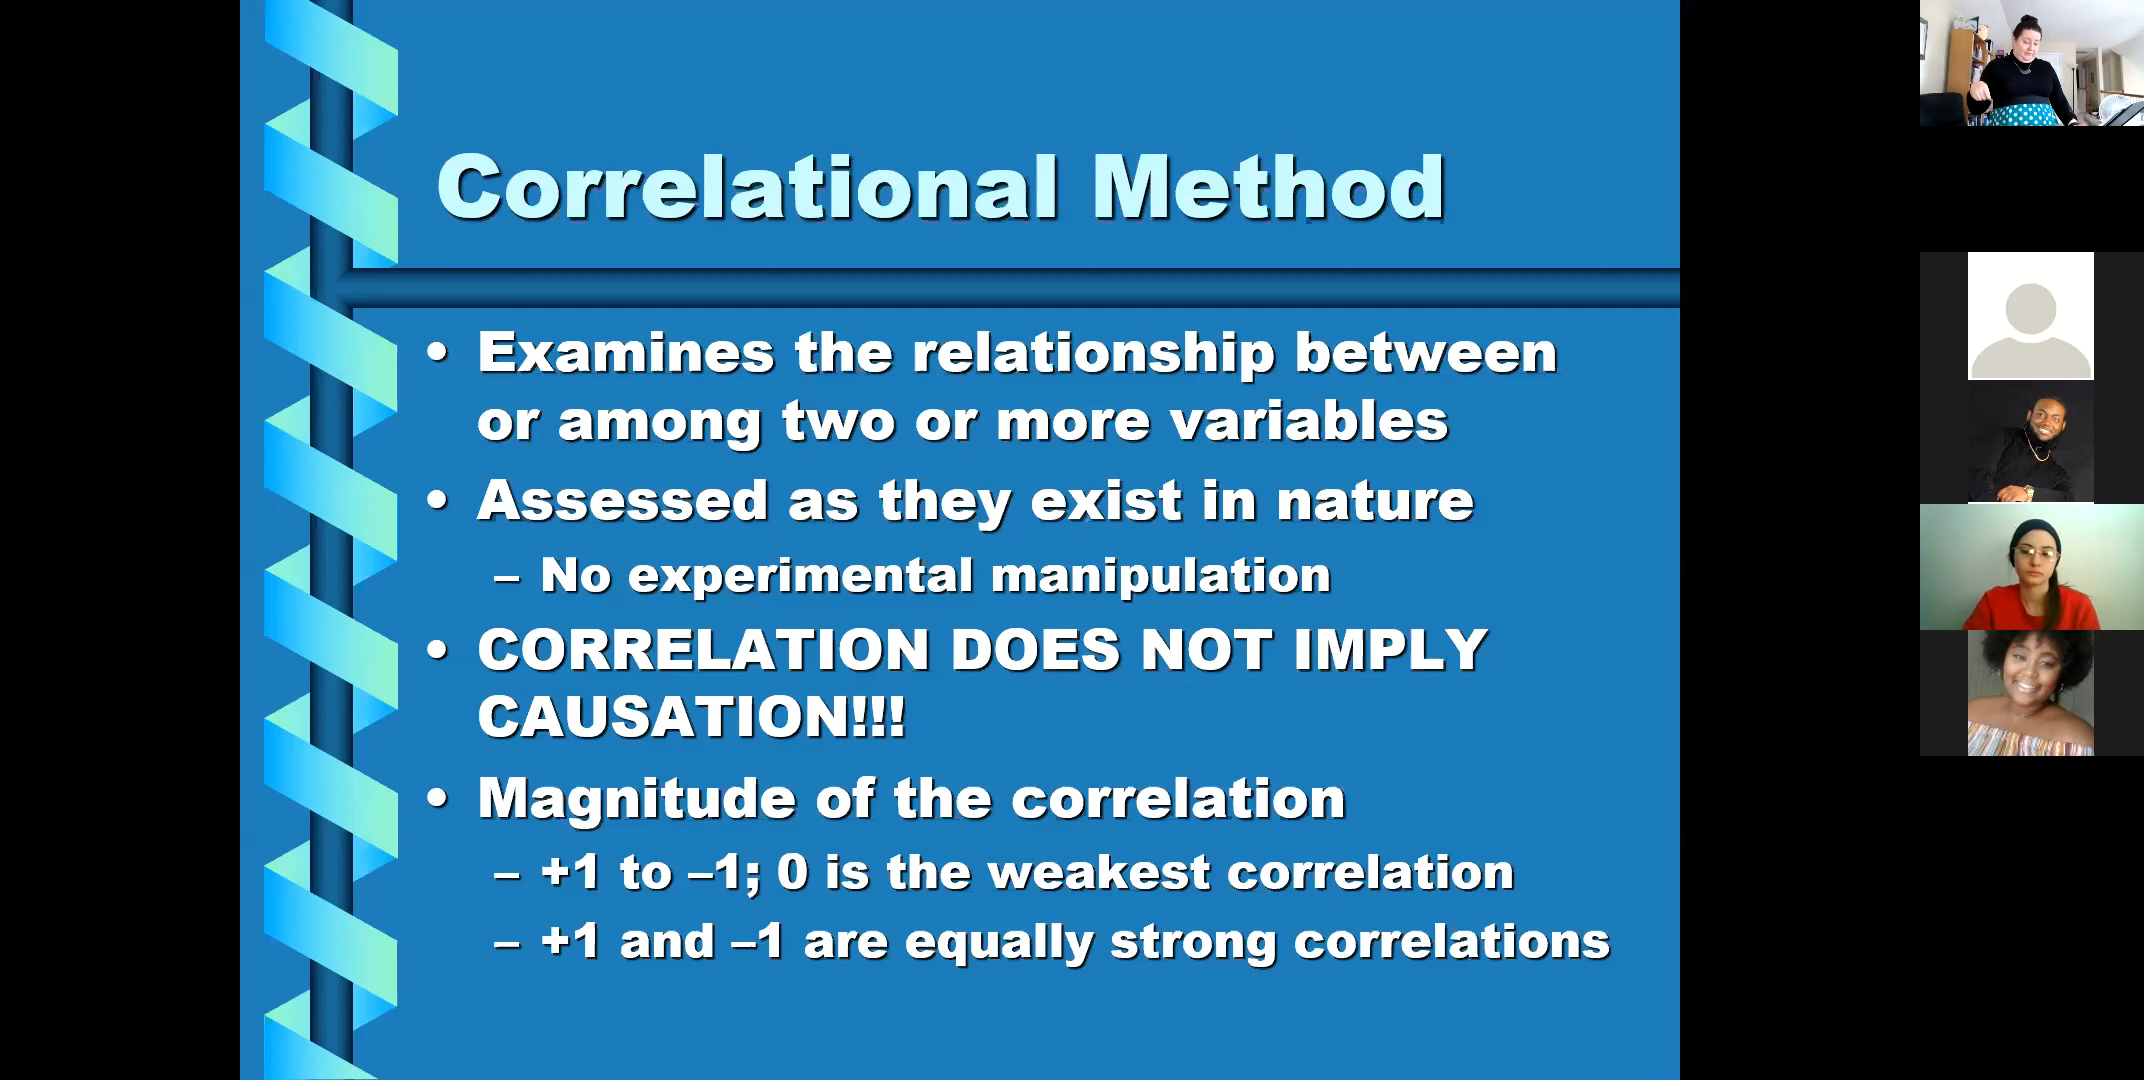 Correlational Method
• Examines the relationship between
or among two or more variables
• Assessed as they exist in nature
– No experimental manipulation
• CORRELATION DOES NOT IMPLY
CAUSATION!!!
• Magnitude of the correlation
– +1 to –1; 0 is the weakest correlation
– +1 and –1 are equally strong correlations